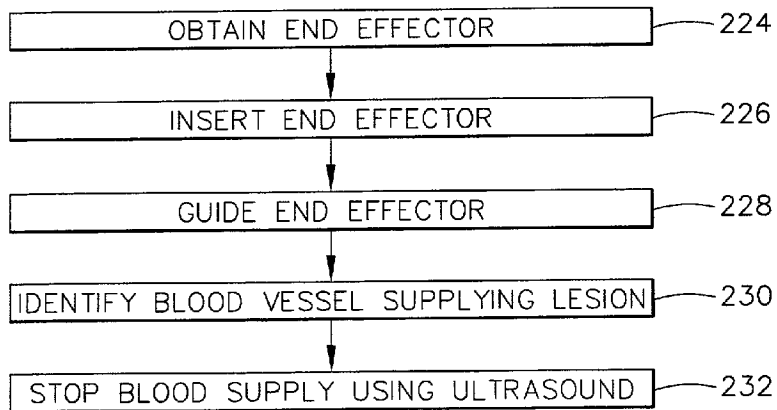 OBTAIN END EFFECTOR 224
INSERT END EFFECTOR 226
GUIDE END EFFECTOR 228
IDENTIFY BLOOD VESSEL SUPPLYING LESION 230
STOP BLOOD SUPPLY USING ULTRASOUND 232